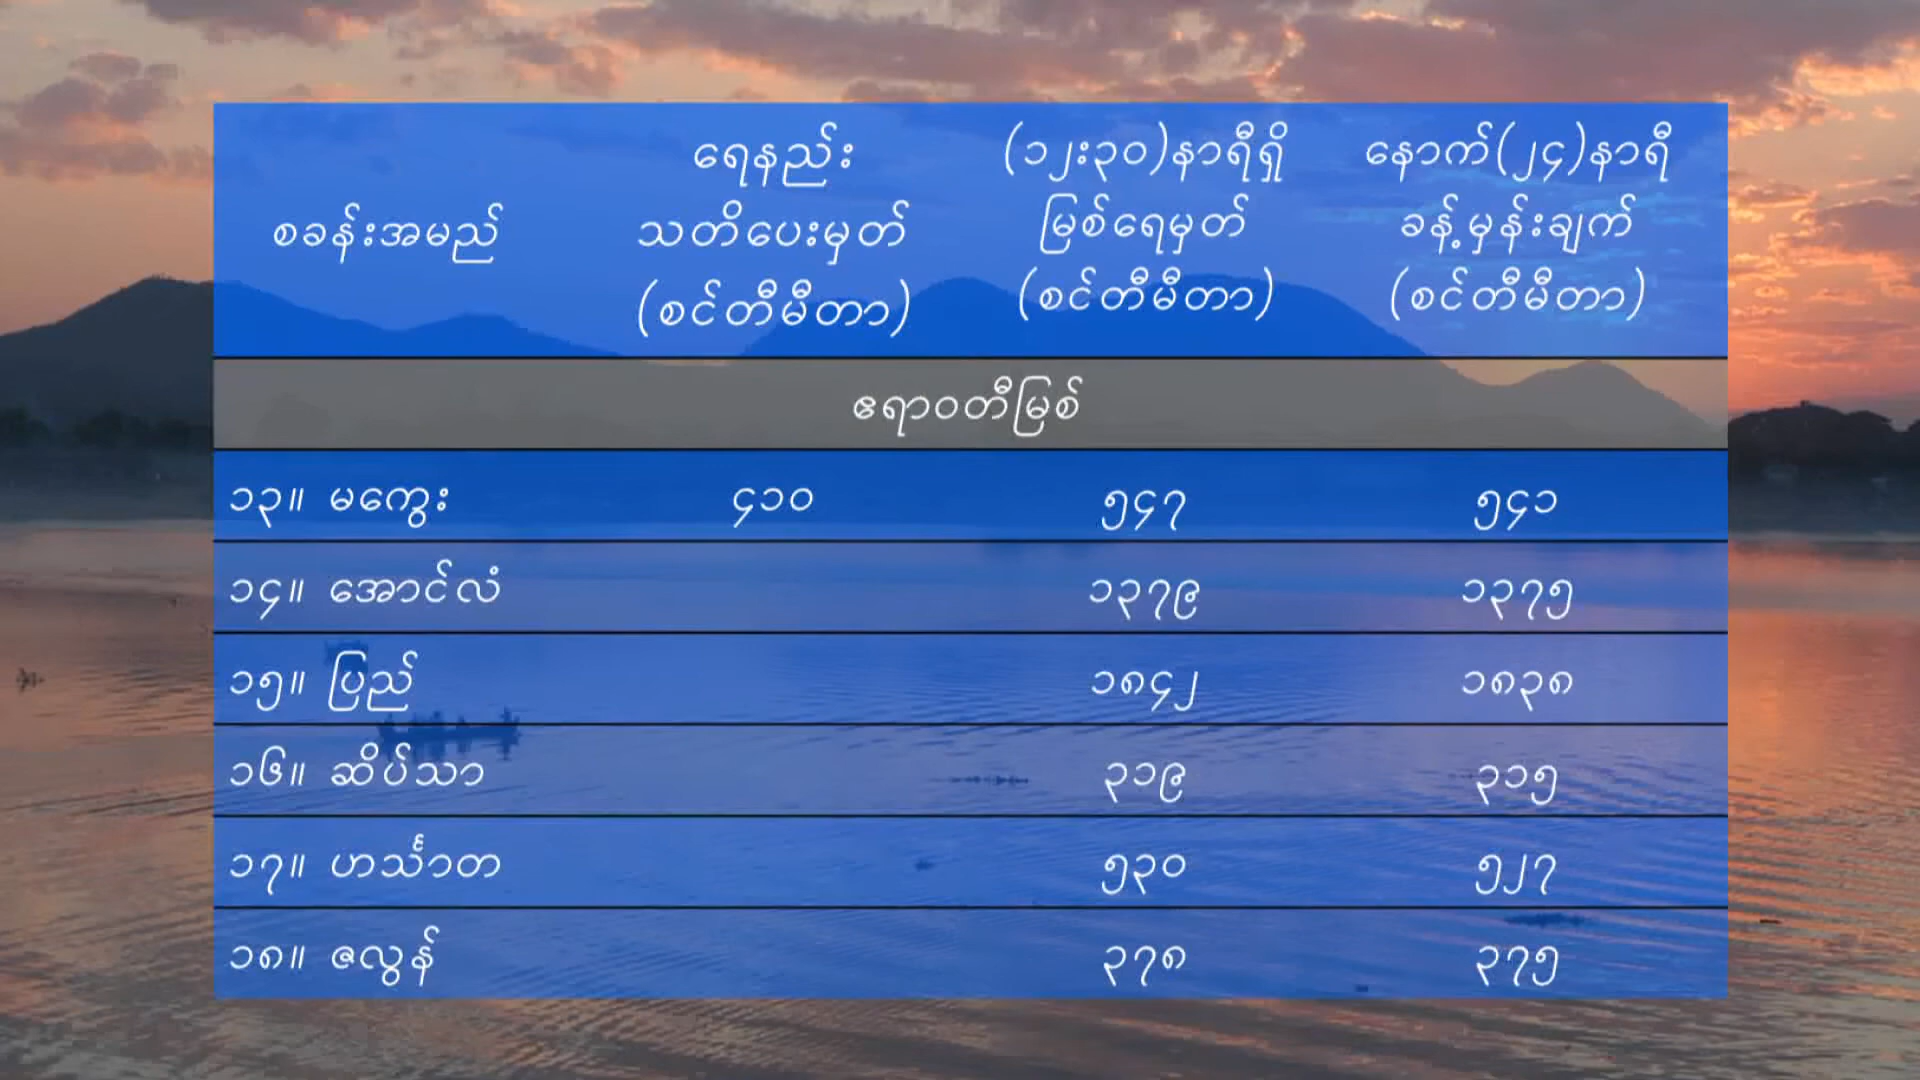 စခန်းအမည်
ရေနည်း
သတိပေးမှတ်
(စင်တီမီတာ)
(၁၂း၃၀)နာရီရှိ
မြစ်ရေမှတ်
(စင်တီမီတာ)
နောက်(၂၄)နာရီ
ခန့်မှန်းချက်
(စင်တီမီတာ)
ဧရာဝတီမြစ်
၁၃။ မကွေး ၄၁၀ ၅၄၇ ၅၄၁
၁၄။ အောင်လံ ၁၃၇၉ ၁၃၇၅
၁၅။ ပြည် ၁၈၄၂ ၁၈၃၈
၁၆။ ဆိပ်သာ ၃၁၉ ၃၁၅
၁၇။ ဟင်္သာတ ၅၃၀ ၅၂၇
၁၈။ ဇလွန် ၃၇၈ ၃၇၅